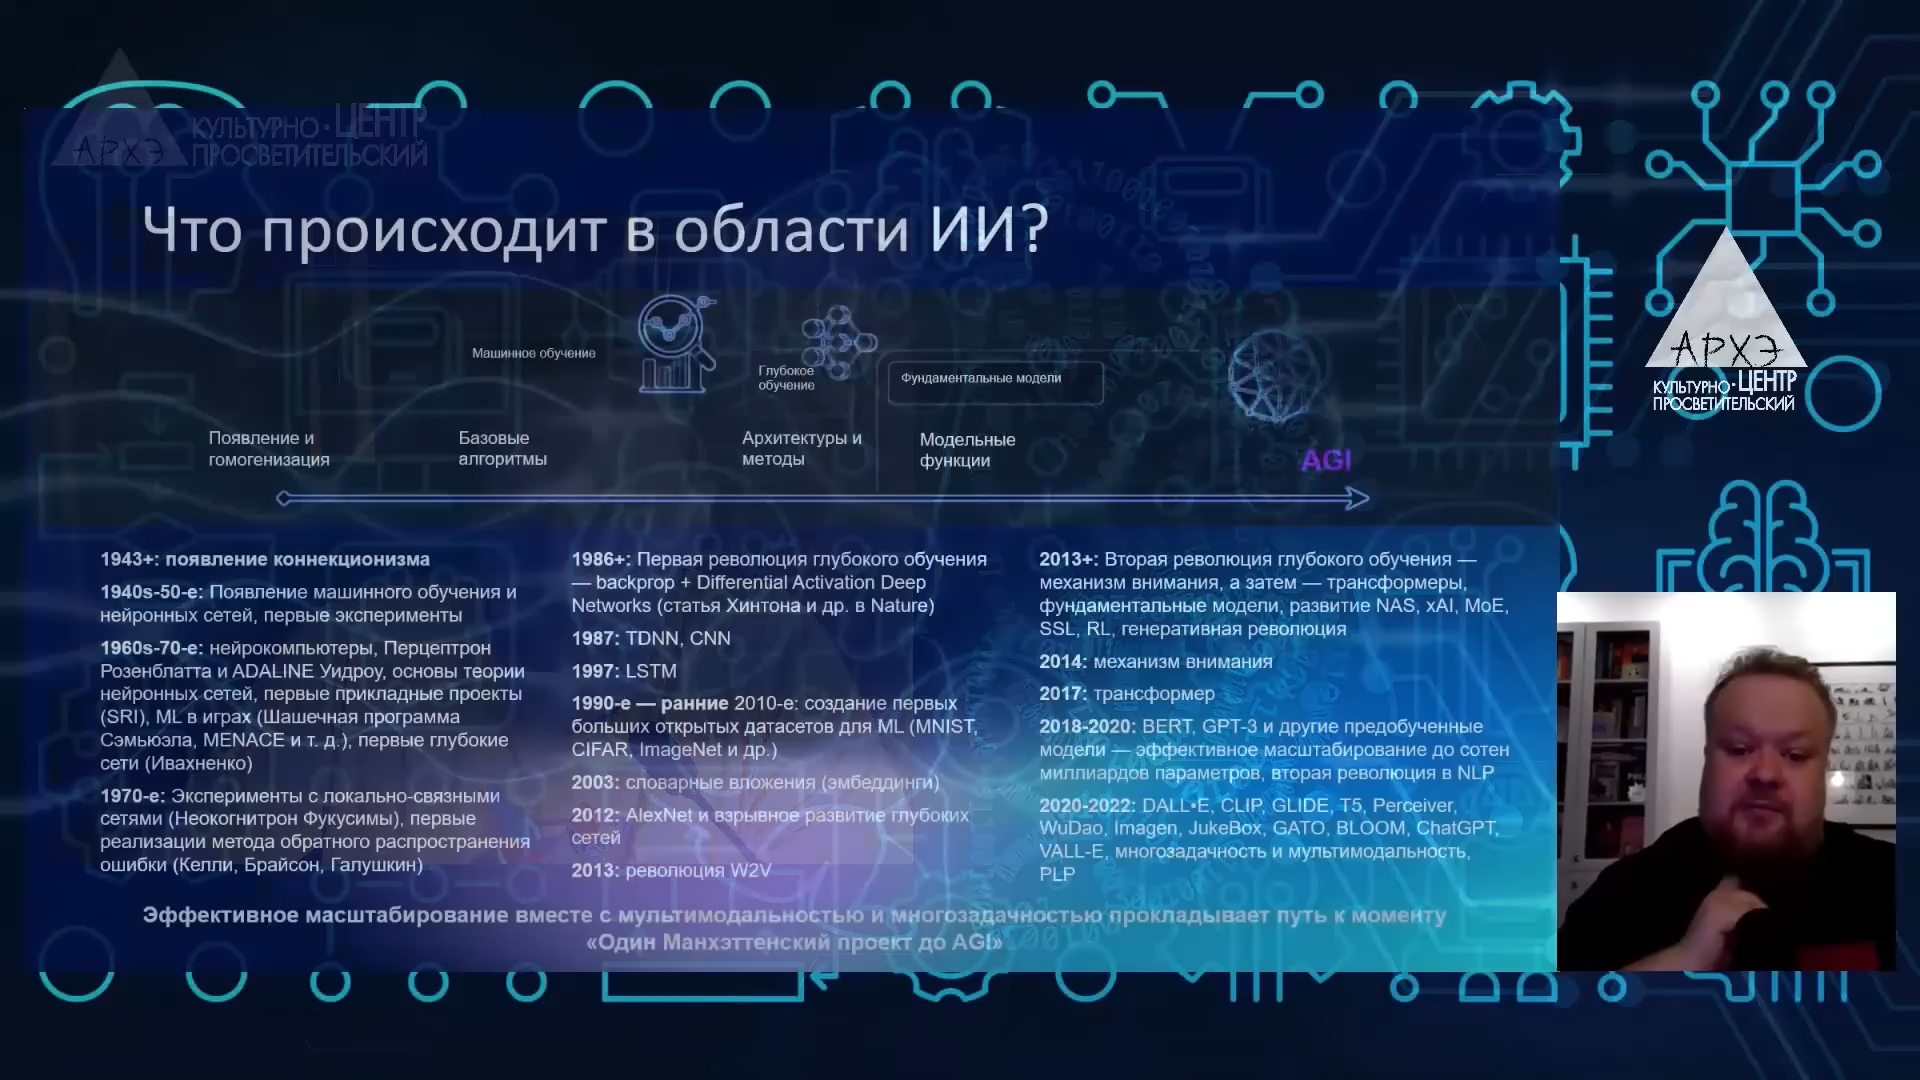 АРХЭ
КУЛЬТУРНО·ЦЕНТР
ПРОСВЕТИТЕЛЬСКИЙ
Что происходит в области ИИ?
Машинное обучение
Глубокое
обучение
Фундаментальные модели
Появление и
гомогенизация
Базовые
алгоритмы
Архитектуры и
методы
Модельные
функции
AGI
1943+: появление коннекционизма
1940s-50-е: Появление машинного обучения и
нейронных сетей, первые эксперименты
1960s-70-е: нейрокомпьютеры, Перцептрон
Розенблатта и ADALINE Уидроу, основы теории
нейронных сетей, первые прикладные проекты
(SRI), ML в играх (Шашечная программа
Сэмьюэла, MENACE и т. д.), первые глубокие
сети (Ивахненко)
1970-е: Эксперименты с локально-связными
сетями (Неокогнитрон Фукусимы), первые
реализации метода обратного распространения
ошибки (Келли, Брайсон, Галушкин)
1986+: Первая революция глубокого обучения
— backprop + Differential Activation Deep
Networks (статья Хинтона и др. в Nature)
1987: TDNN, CNN
1997: LSTM
1990-е — ранние 2010-е: создание первых
больших открытых датасетов для ML (MNIST,
CIFAR, ImageNet и др.)
2003: словарные вложения (эмбеддинги)
2012: AlexNet и взрывное развитие глубоких
сетей
2013: революция W2V
2013+: Вторая революция глубокого обучения —
механизм внимания, а затем — трансформеры,
фундаментальные модели, развитие NAS, xAI, MoE,
SSL, RL, генеративная революция
2014: механизм внимания
2017: трансформер
2018-2020: BERT, GPT-3 и другие предобученные
модели — эффективное масштабирование до сотен
миллиардов параметров, вторая революция в NLP
2020-2022: DALL•E, CLIP, GLIDE, T5, Perceiver,
WuDao, Imagen, JukeBox, GATO, BLOOM, ChatGPT,
VALL-E, многозадачность и мультимодальность,
PLP
Эффективное масштабирование вместе с мультимодальностью и многозадачностью прокладывает путь к моменту
«Один Манхэттенский проект до AGI»
АРХЭ
КУЛЬТУРНО·ЦЕНТР
ПРОСВЕТИТЕЛЬСКИЙ